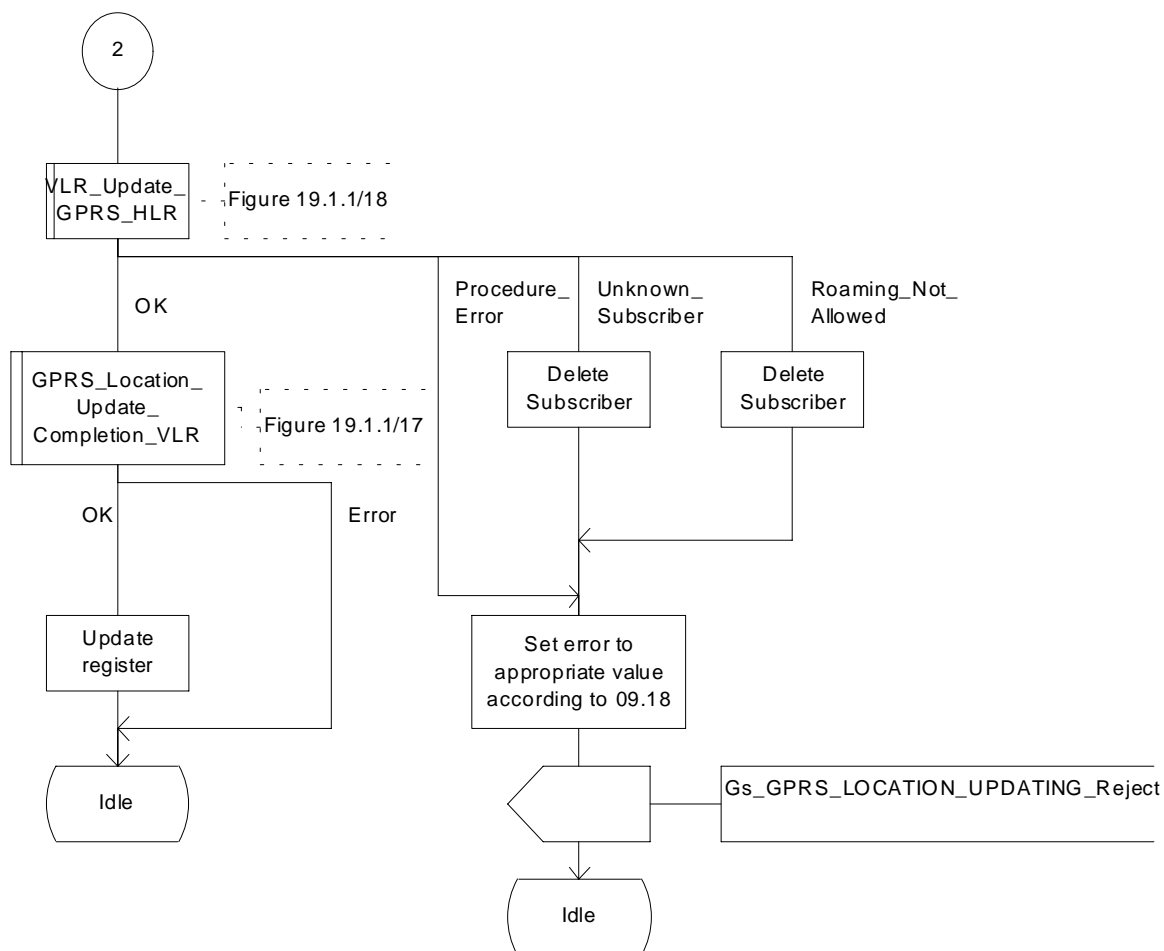 2
VLR_Update_
GPRS_HLR
Figure 19.1.1/18
OK
Procedure_
Error
Unknown_
Subscriber
Roaming_Not_
Allowed
GPRS_Location_
Update_
Completion_VLR
Figure 19.1.1/17
Delete
Subscriber
Delete
Subscriber
OK
Error
Update
register
Set error to
appropriate value
according to 09.18
Idle
Gs_GPRS_LOCATION_UPDATING_Reject
Idle